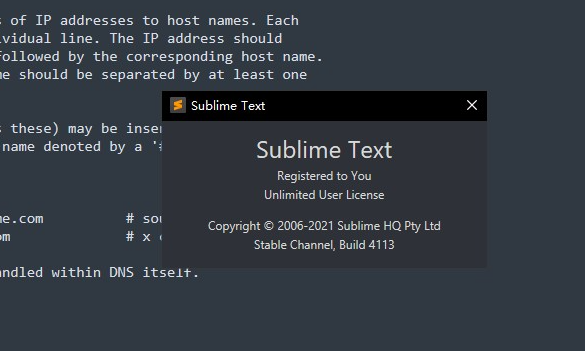 s of IP addresses to host names. Each
vidual line. The IP address should
followed by the corresponding host name.
me should be separated by at least one
s these) may be inser
name denoted by a '#
Sublime Text
Sublime Text
Registered to You
Unlimited User License
Copyright © 2006-2021 Sublime HQ Pty Ltd
Stable Channel, Build 4113
me.com # sou
om # x c
andled within DNS itself.